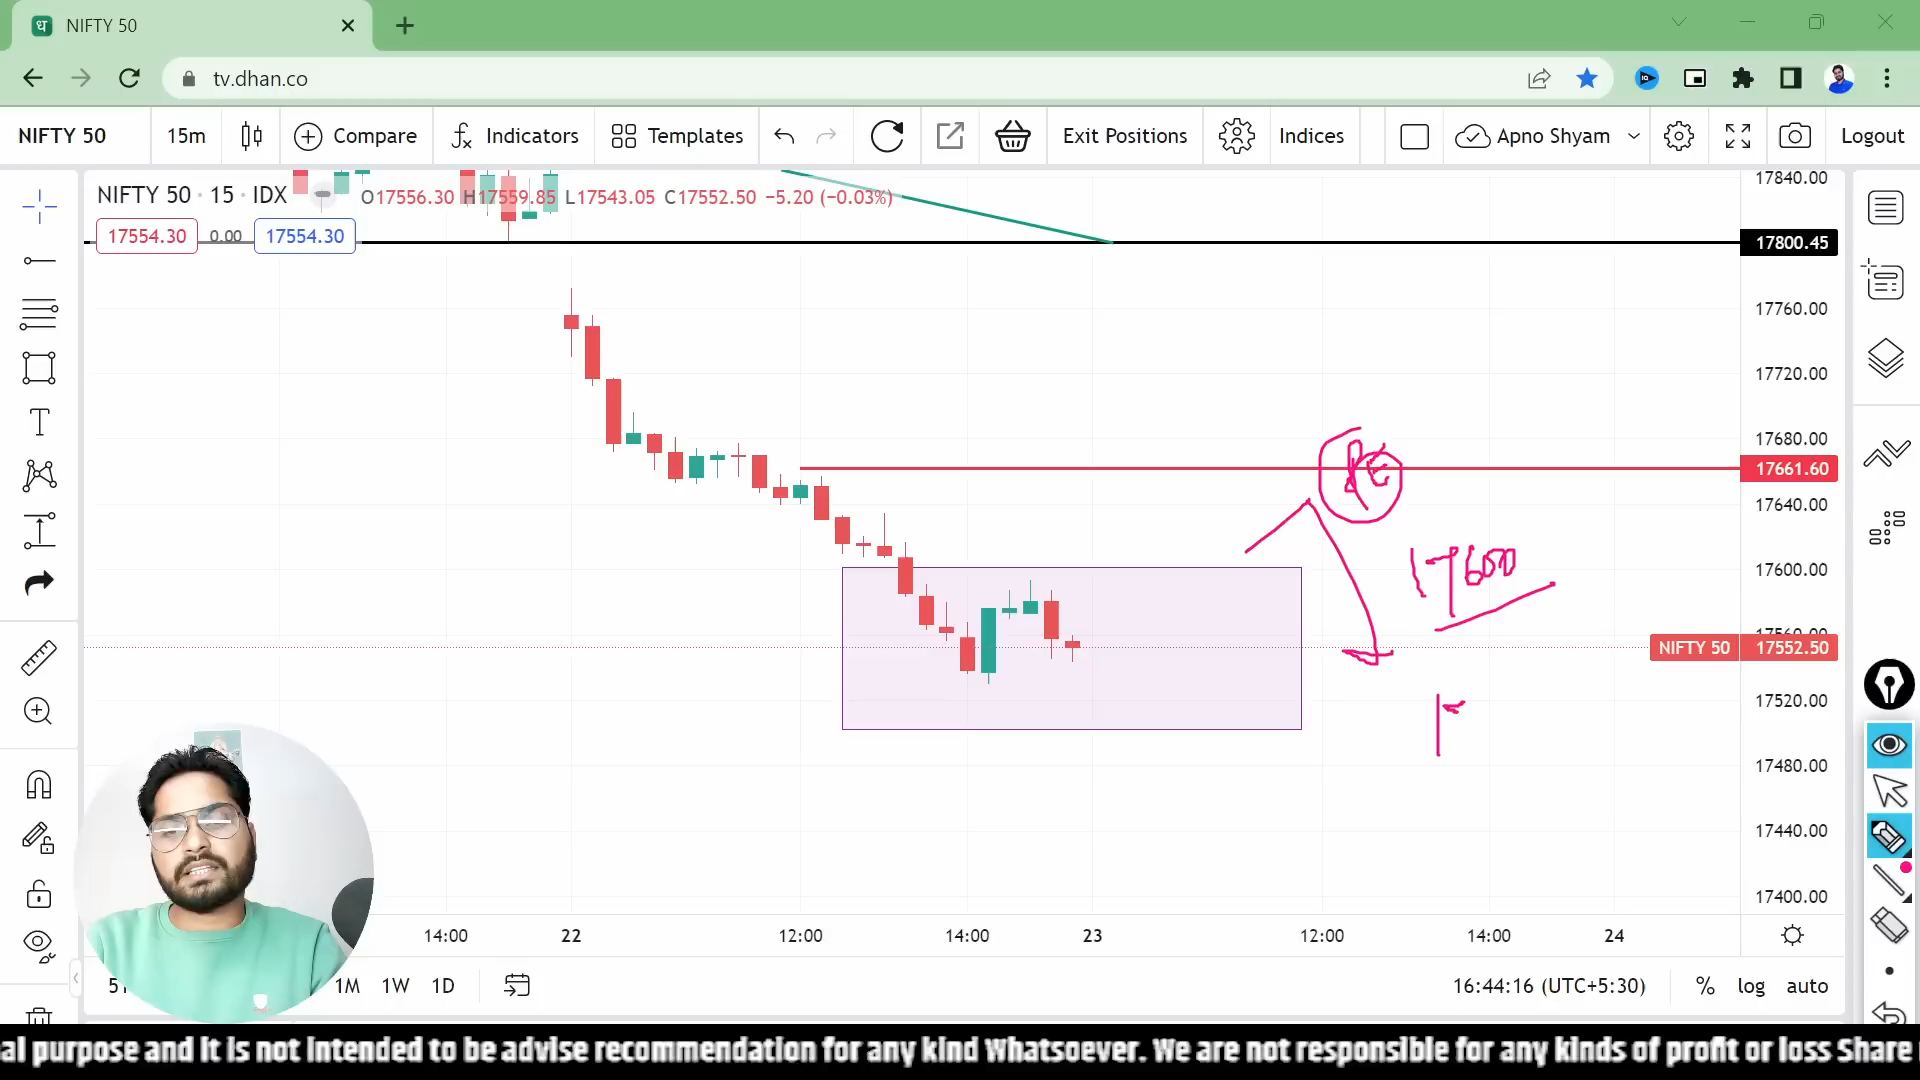 ध NIFTY 50
tv.dhan.co
NIFTY 50 15m Compare Indicators Templates Exit Positions Indices Apno Shyam Logout
NIFTY 50 · 15 · IDX O17556.30 H17559.85 L17543.05 C17552.50 −5.20 (−0.03%)
17554.30 0.00 17554.30
17840.00
17800.45
17760.00
17720.00
17680.00
17661.60
17640.00
17600.00
17560.00
NIFTY 50 17552.50
17520.00
17480.00
17440.00
17400.00
PE
17600
14:00 22 12:00 14:00 23 12:00 14:00 24
1M 1W 1D 16:44:16 (UTC+5:30) % log auto
al purpose and it is not intended to be advise recommendation for any kind Whatsoever. We are not responsible for any kinds of profit or loss Share